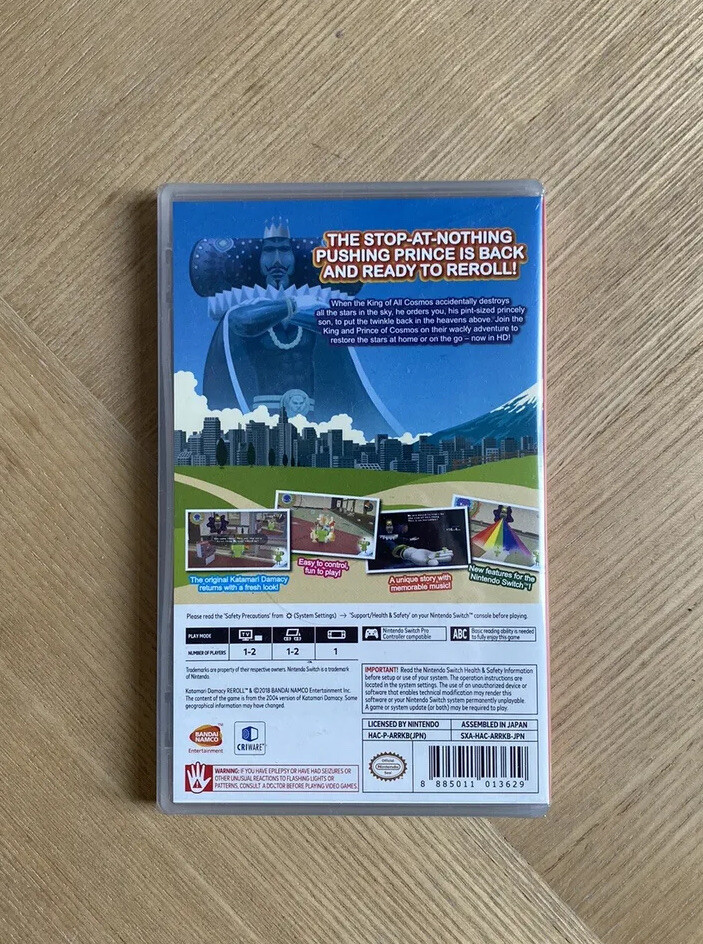 THE STOP-AT-NOTHING
PUSHING PRINCE IS BACK
AND READY TO REROLL!
When the King of All Cosmos accidentally destroys
all the stars in the sky, he orders you, his pint-sized princely
son, to put the twinkle back in the heavens above. Join the
King and Prince of Cosmos on their wacky adventure to
restore the stars at home or on the go – now in HD!
The original Katamari Damacy
returns with a fresh look!
Easy to control,
fun to play!
A unique story with
memorable music!
New features for the
Nintendo Switch™!
Please read the 'Safety Precautions' from (System Settings) → 'Support/Health & Safety' on your Nintendo Switch™ console before playing.
PLAY MODE
TV
NUMBER OF PLAYERS 1-2 1-2 1
Nintendo Switch Pro
Controller compatible
ABC Basic reading ability is needed
to fully enjoy this game
Trademarks are property of their respective owners. Nintendo Switch is a trademark
of Nintendo.
Katamari Damacy REROLL™ & ©2018 BANDAI NAMCO Entertainment Inc.
The content of the game is from the 2004 version of Katamari Damacy. Some
geographical information may have changed.
IMPORTANT! Read the Nintendo Switch Health & Safety Information
before setup or use of your system. The operation instructions are
located in the system settings. The use of an unauthorized device or
software that enables technical modification may render this
software or your Nintendo Switch system permanently unplayable.
A game or system update (or both) may be required to play.
LICENSED BY NINTENDO ASSEMBLED IN JAPAN
HAC-P-ARRKB(JPN) SXA-HAC-ARRKB-JPN
BANDAI
NAMCO
Entertainment
CRIWARE™
WARNING: IF YOU HAVE EPILEPSY OR HAVE HAD SEIZURES OR
OTHER UNUSUAL REACTIONS TO FLASHING LIGHTS OR
PATTERNS, CONSULT A DOCTOR BEFORE PLAYING VIDEO GAMES.
Official
Nintendo
Seal
8 885011 013629